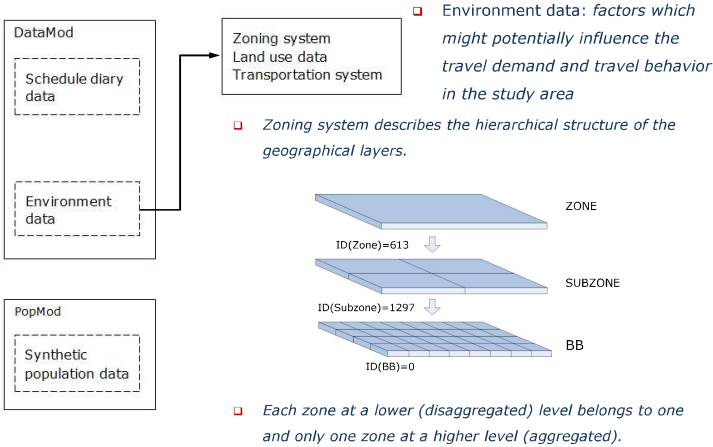 DataMod
Schedule diary
data
Environment
data
Zoning system
Land use data
Transportation system
Environment data: factors which
might potentially influence the
travel demand and travel behavior
in the study area
Zoning system describes the hierarchical structure of the
geographical layers.
ZONE
ID(Zone)=613
SUBZONE
ID(Subzone)=1297
BB
ID(BB)=0
PopMod
Synthetic
population data
Each zone at a lower (disaggregated) level belongs to one
and only one zone at a higher level (aggregated).